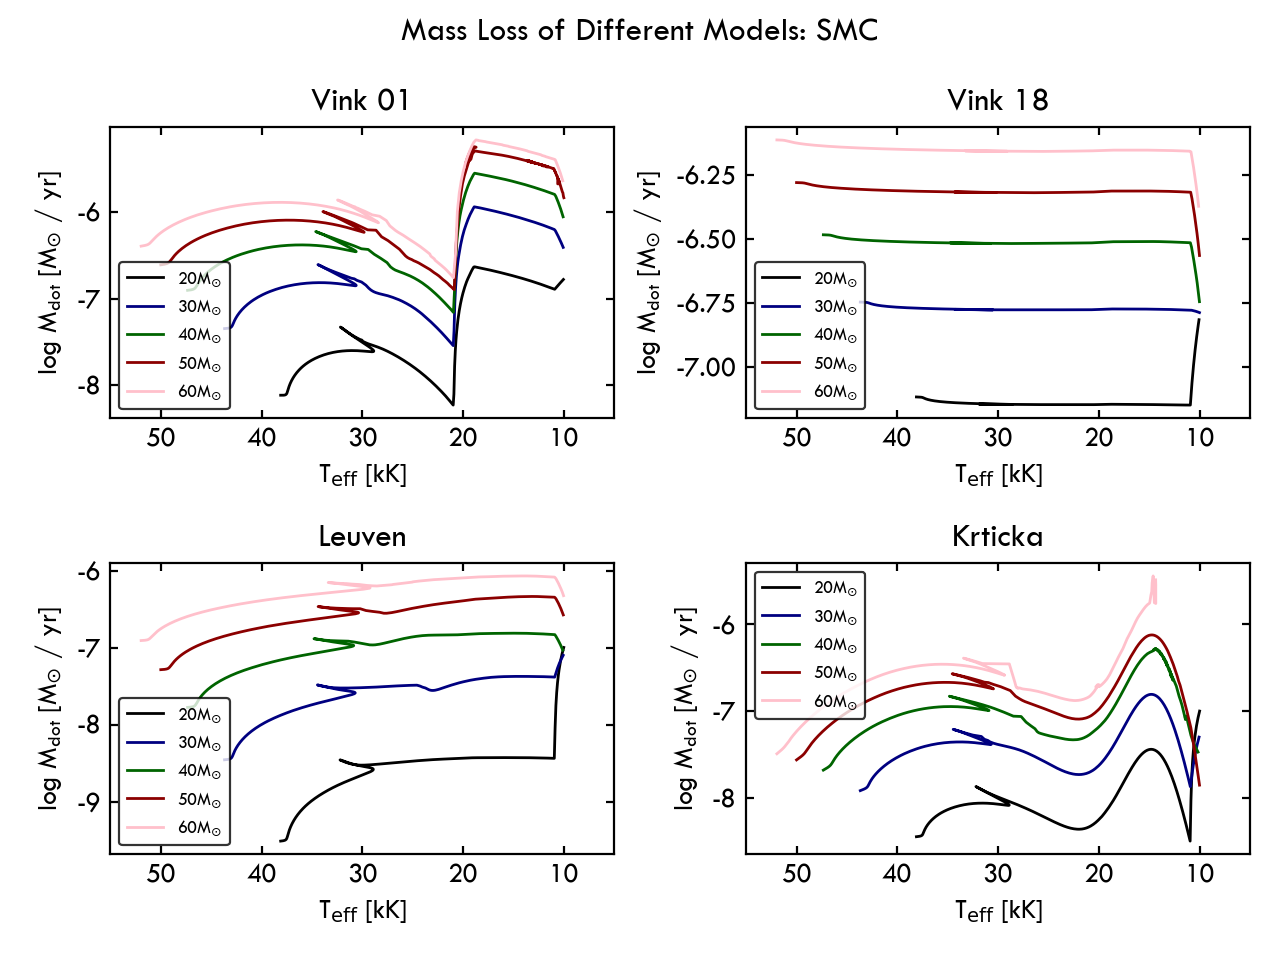 Mass Loss of Different Models: SMC
Vink 01
log M_dot [M⊙ / yr]
-6
-7
-8
20M⊙
30M⊙
40M⊙
50M⊙
60M⊙
50 40 30 20 10
T_eff [kK]
Vink 18
log M_dot [M⊙ / yr]
-6.25
-6.50
-6.75
-7.00
20M⊙
30M⊙
40M⊙
50M⊙
60M⊙
50 40 30 20 10
T_eff [kK]
Leuven
log M_dot [M⊙ / yr]
-6
-7
-8
-9
20M⊙
30M⊙
40M⊙
50M⊙
60M⊙
50 40 30 20 10
T_eff [kK]
Krticka
log M_dot [M⊙ / yr]
-6
-7
-8
20M⊙
30M⊙
40M⊙
50M⊙
60M⊙
50 40 30 20 10
T_eff [kK]